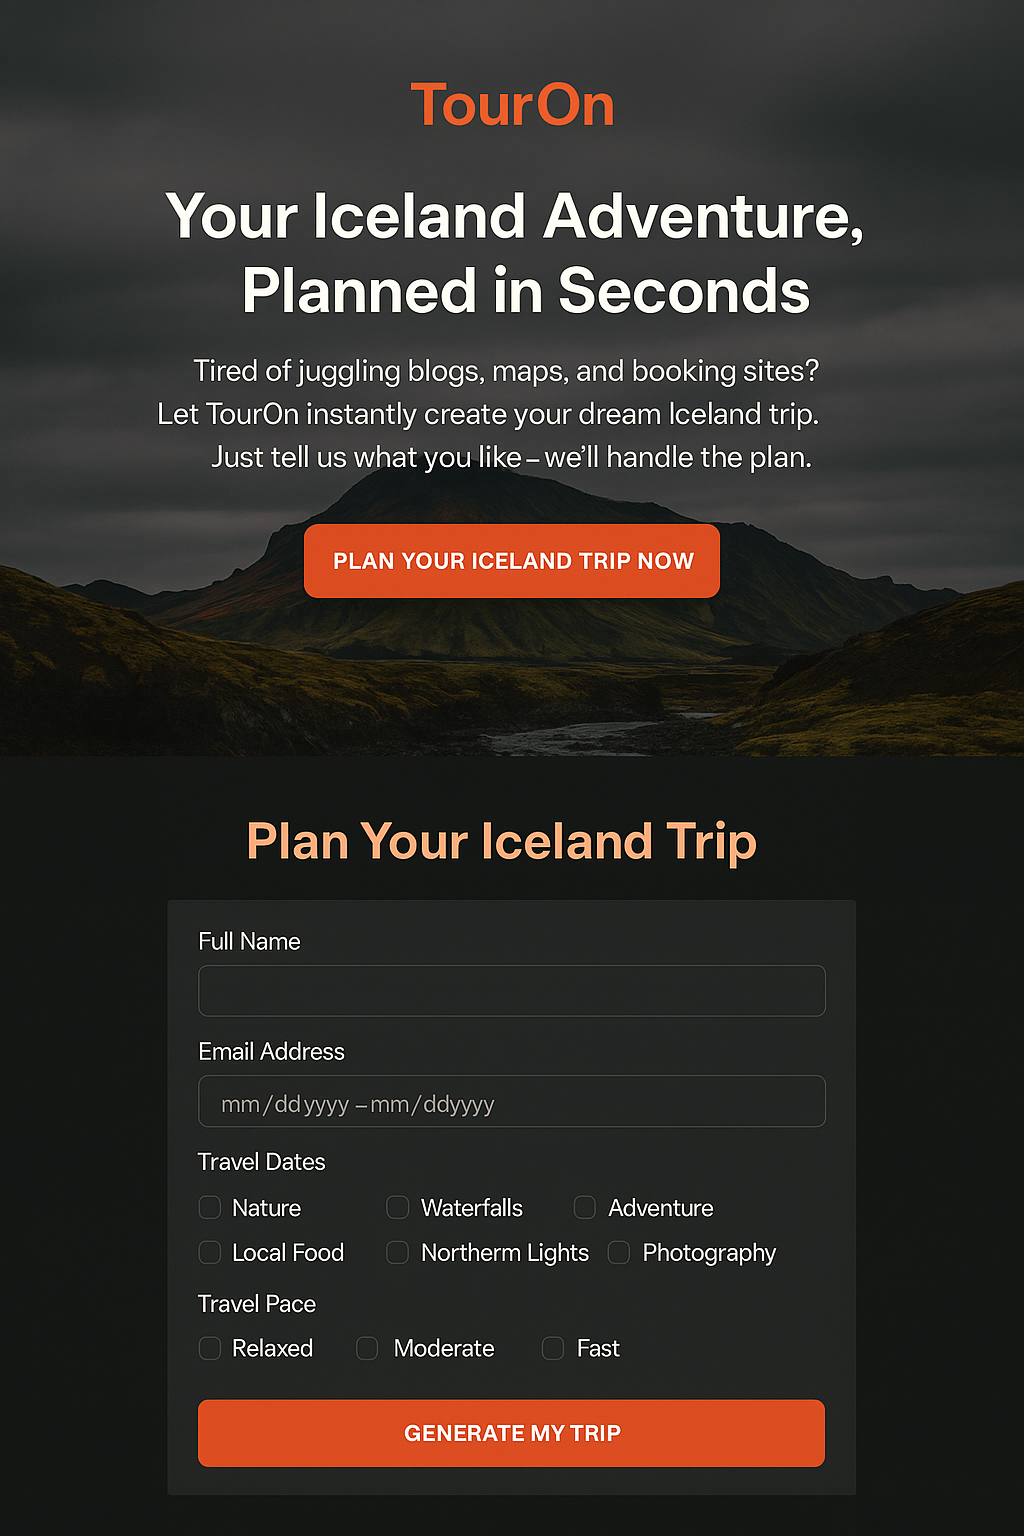 TourOn
Your Iceland Adventure,
Planned in Seconds
Tired of juggling blogs, maps, and booking sites?
Let TourOn instantly create your dream Iceland trip.
Just tell us what you like – we’ll handle the plan.
PLAN YOUR ICELAND TRIP NOW
Plan Your Iceland Trip
Full Name
Email Address
mm/dd yyyy – mm/ddyyyy
Travel Dates
Nature Waterfalls Adventure
Local Food Northerm Lights Photography
Travel Pace
Relaxed Moderate Fast
GENERATE MY TRIP